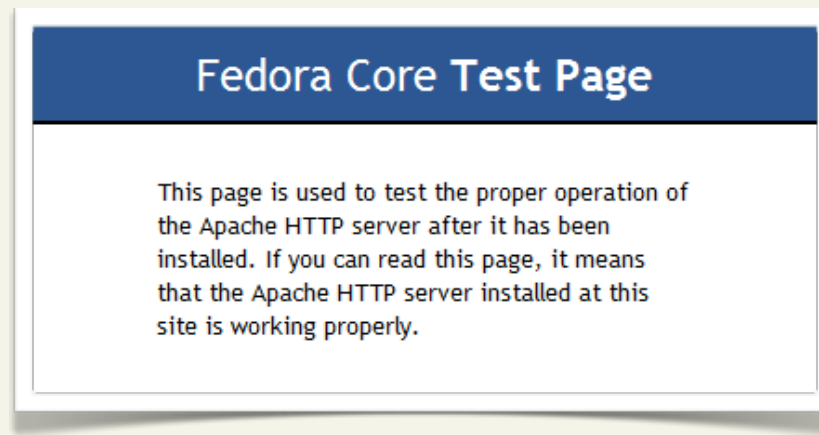 Fedora Core Test Page
This page is used to test the proper operation of
the Apache HTTP server after it has been
installed. If you can read this page, it means
that the Apache HTTP server installed at this
site is working properly.